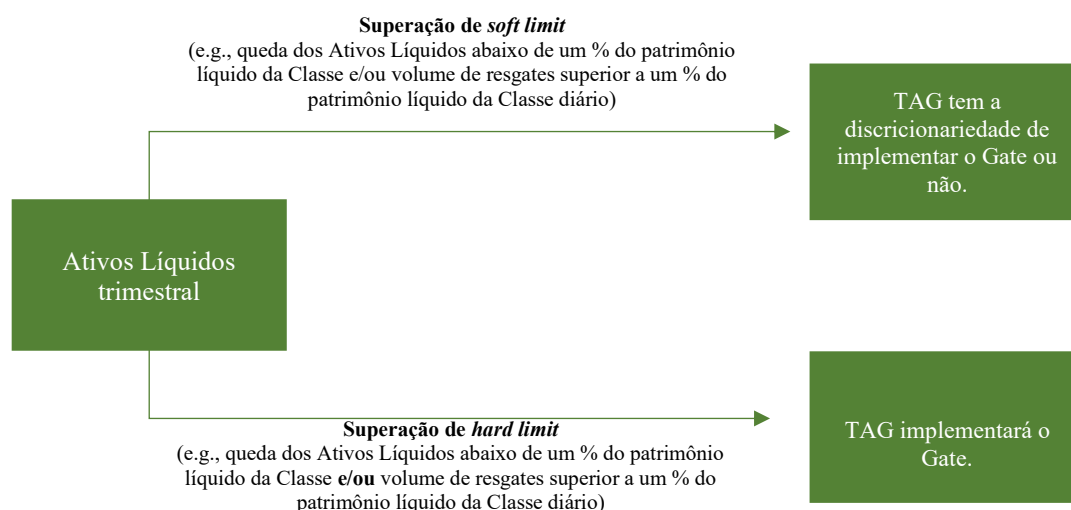 Superação de soft limit
(e.g., queda dos Ativos Líquidos abaixo de um % do patrimônio
líquido da Classe e/ou volume de resgates superior a um % do
patrimônio líquido da Classe diário)
TAG tem a
discricionariedade de
implementar o Gate ou
não.
Ativos Líquidos
trimestral
Superação de hard limit
(e.g., queda dos Ativos Líquidos abaixo de um % do patrimônio
líquido da Classe e/ou volume de resgates superior a um % do
patrimônio líquido da Classe diário)
TAG implementará o
Gate.